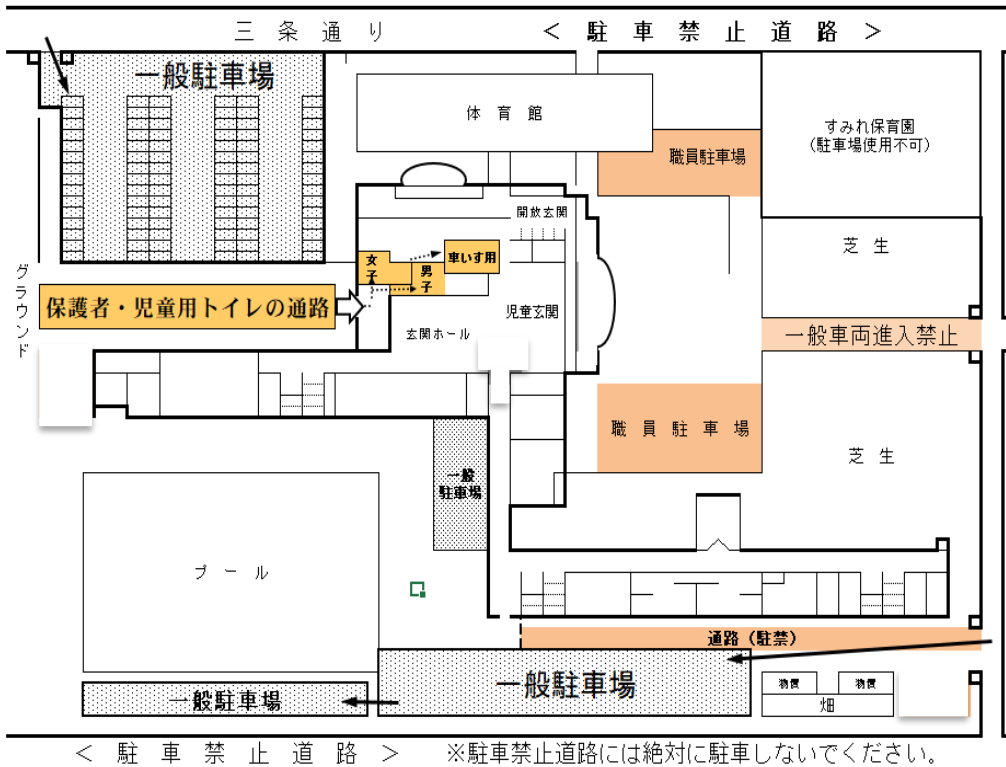 三条通り
＜駐車禁止道路＞
一般駐車場
体育館
すみれ保育園
(駐車場使用不可)
職員駐車場
開放玄関
芝生
女子
男子
車いす用
グラウンド
保護者・児童用トイレの通路
児童玄関
玄関ホール
一般車両進入禁止
職員駐車場
芝生
一般
駐車場
プール
通路（駐禁）
一般駐車場
一般駐車場
物置
物置
畑
＜駐車禁止道路＞
※駐車禁止道路には絶対に駐車しないでください。